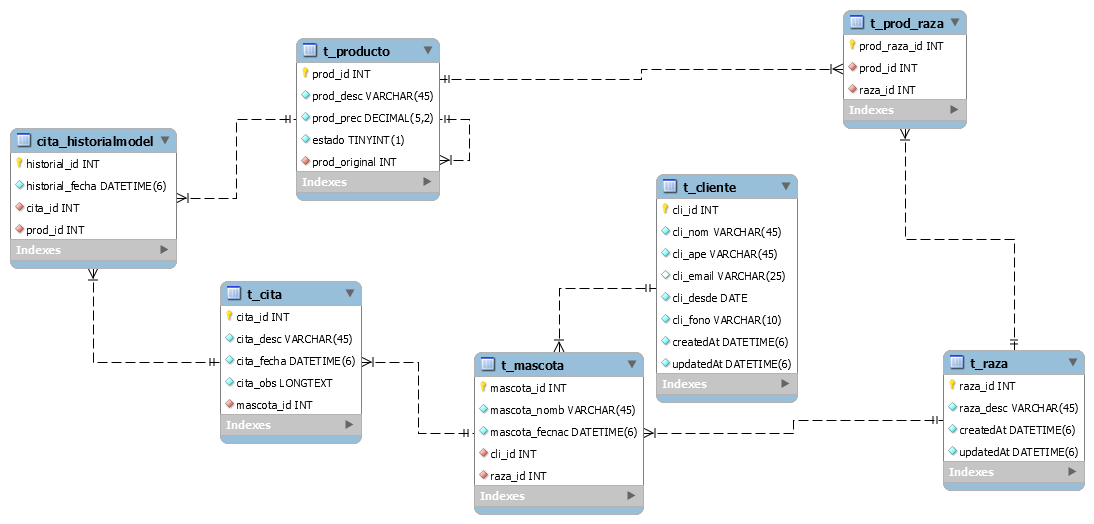 t_prod_raza
prod_raza_id INT
prod_id INT
raza_id INT
Indexes
t_producto
prod_id INT
prod_desc VARCHAR(45)
prod_prec DECIMAL(5,2)
estado TINYINT(1)
prod_original INT
Indexes
cita_historialmodel
historial_id INT
historial_fecha DATETIME(6)
cita_id INT
prod_id INT
Indexes
t_cliente
cli_id INT
cli_nom VARCHAR(45)
cli_ape VARCHAR(45)
cli_email VARCHAR(25)
cli_desde DATE
cli_fono VARCHAR(10)
createdAt DATETIME(6)
updatedAt DATETIME(6)
Indexes
t_cita
cita_id INT
cita_desc VARCHAR(45)
cita_fecha DATETIME(6)
cita_obs LONGTEXT
mascota_id INT
Indexes
t_mascota
mascota_id INT
mascota_nomb VARCHAR(45)
mascota_fecnac DATETIME(6)
cli_id INT
raza_id INT
Indexes
t_raza
raza_id INT
raza_desc VARCHAR(45)
createdAt DATETIME(6)
updatedAt DATETIME(6)
Indexes